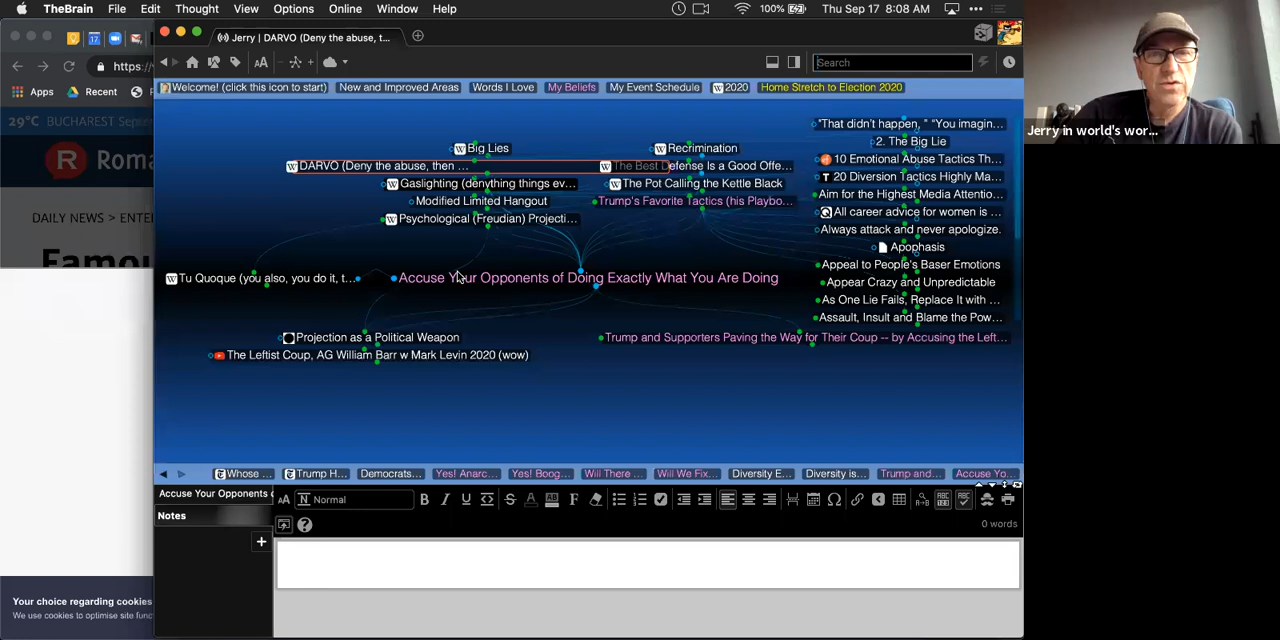 TheBrain File Edit Thought View Options Online Window Help 100% Thu Sep 17 8:08 AM
Jerry | DARVO (Deny the abuse, t...
https://
Search
Apps Recent
Welcome! (click this icon to start) New and Improved Areas Words I Love My Beliefs My Event Schedule 2020 Home Stretch to Election 2020
29°C BUCHAREST
Roma
DAILY NEWS > ENTE
Famou
Big Lies
DARVO (Deny the abuse, then ...
Gaslighting (denything things ev...
Modified Limited Hangout
Psychological (Freudian) Projecti...
Recrimination
The Best Defense Is a Good Offe...
The Pot Calling the Kettle Black
Trump's Favorite Tactics (his Playbo...
"That didn't happen, " "You imagin...
2. The Big Lie
10 Emotional Abuse Tactics Th...
20 Diversion Tactics Highly Ma...
Aim for the Highest Media Attentio...
All career advice for women is ...
Always attack and never apologize.
Apophasis
Appeal to People's Baser Emotions
Appear Crazy and Unpredictable
As One Lie Fails, Replace It with ...
Assault, Insult and Blame the Pow...
Tu Quoque (you also, you do it, t...
Accuse Your Opponents of Doing Exactly What You Are Doing
Projection as a Political Weapon
The Leftist Coup, AG William Barr w Mark Levin 2020 (wow)
Trump and Supporters Paving the Way for Their Coup -- by Accusing the Left...
Whose ... Trump H... Democrats... Yes! Anarc... Yes! Boog... Will There ... Will We Fix... Diversity E... Diversity is... Trump and... Accuse Yo...
Accuse Your Opponents o
Normal
B I U S A F
Notes
0 words
Your choice regarding cookies
We use cookies to optimise site func
Jerry in world's wor...